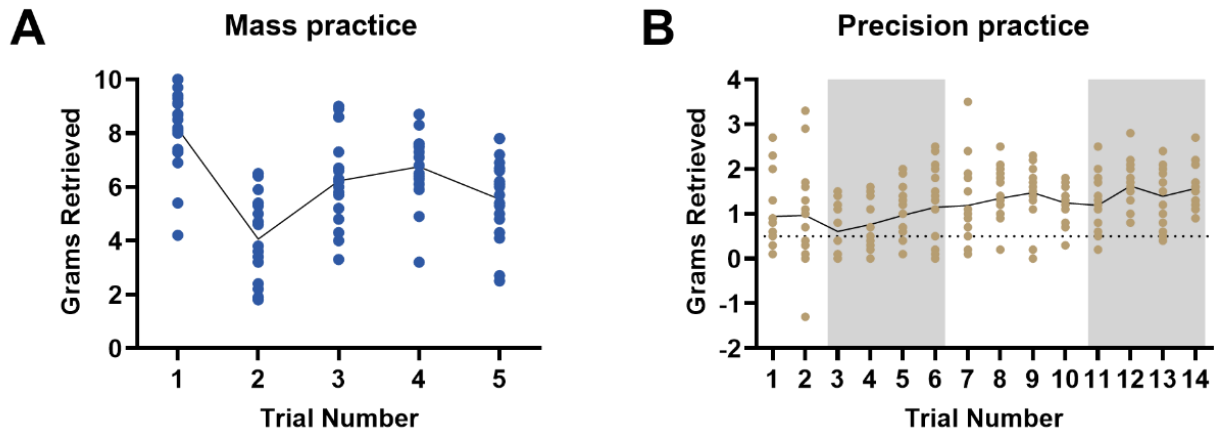 A
Mass practice
Grams Retrieved
10
8
6
4
2
0
1 2 3 4 5
Trial Number
B
Precision practice
Grams Retrieved
4
3
2
1
0
-1
-2
1 2 3 4 5 6 7 8 9 10 11 12 13 14
Trial Number